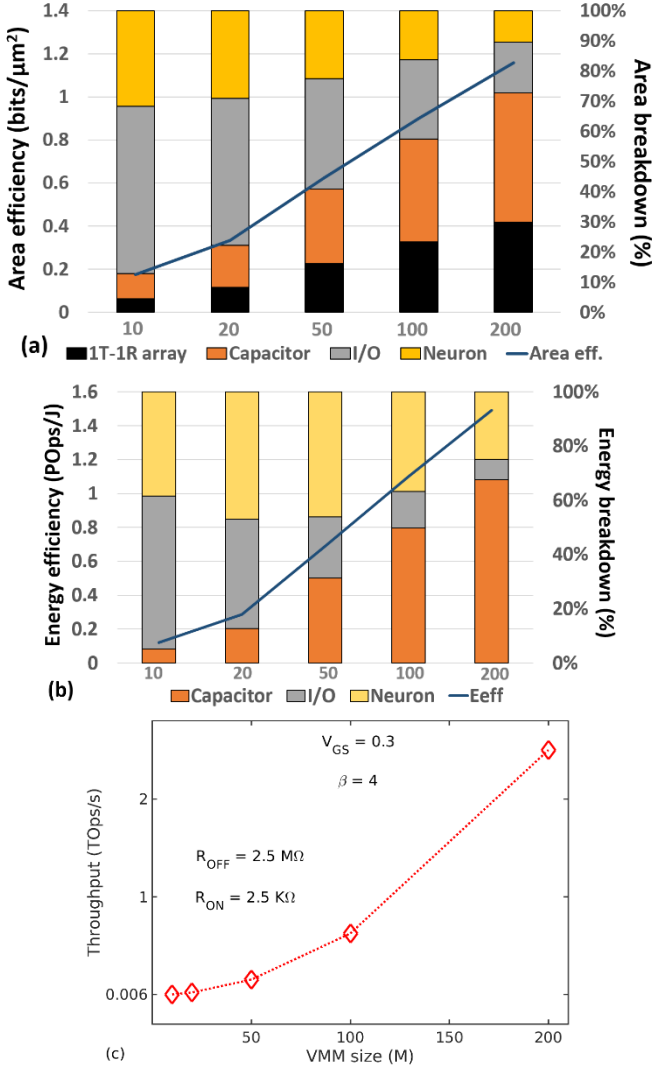 Area efficiency (bits/µm²)
1.4
1.2
1
0.8
0.6
0.4
0.2
0
100%
90%
80%
70%
60%
50%
40%
30%
20%
10%
0%
Area breakdown (%)
10 20 50 100 200
(a)
1T-1R array Capacitor I/O Neuron Area eff.
Energy efficiency (POps/J)
1.6
1.4
1.2
1
0.8
0.6
0.4
0.2
0
100%
80%
60%
40%
20%
0%
Energy breakdown (%)
10 20 50 100 200
(b)
Capacitor I/O Neuron Eeff
Throughput (TOps/s)
2
1
0.006
V_GS = 0.3
β = 4
R_OFF = 2.5 MΩ
R_ON = 2.5 KΩ
50 100 150 200
(c)
VMM size (M)